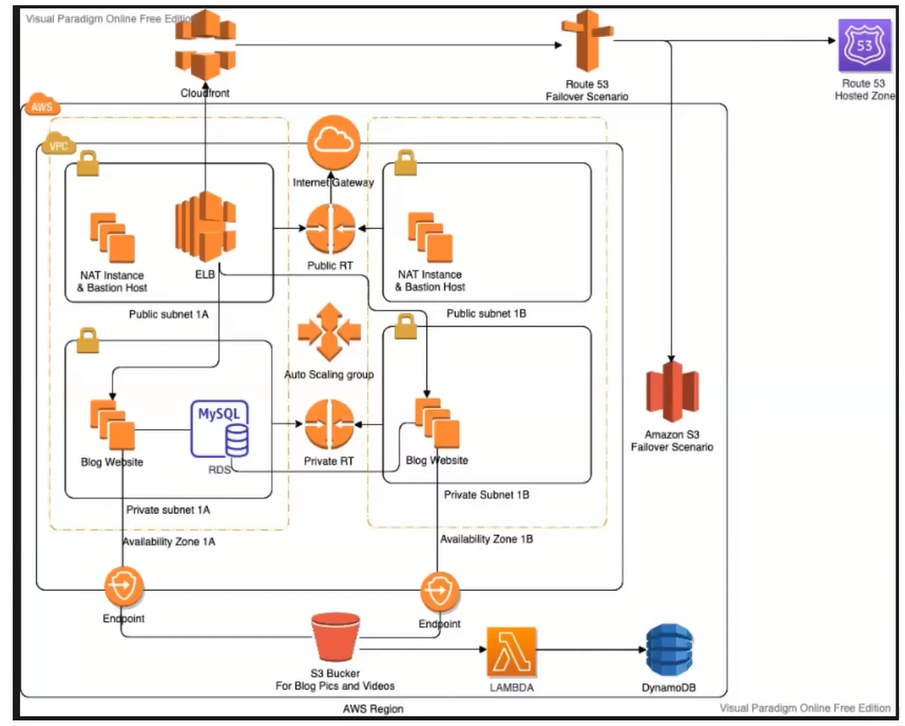 Visual Paradigm Online Free Edition
Cloudfront
Route 53
Failover Scenario
53
Route 53
Hosted Zone
AWS
VPC
Internet Gateway
NAT Instance
& Bastion Host
ELB
Public RT
NAT Instance
& Bastion Host
Public subnet 1A
Public subnet 1B
Auto Scaling group
MySQL
Blog Website
RDS
Private RT
Blog Website
Amazon S3
Failover Scenario
Private subnet 1A
Private Subnet 1B
Availability Zone 1A
Availability Zone 1B
Endpoint
Endpoint
S3 Bucker
For Blog Pics and Videos
LAMBDA
DynamoDB
AWS Region
Visual Paradigm Online Free Edition